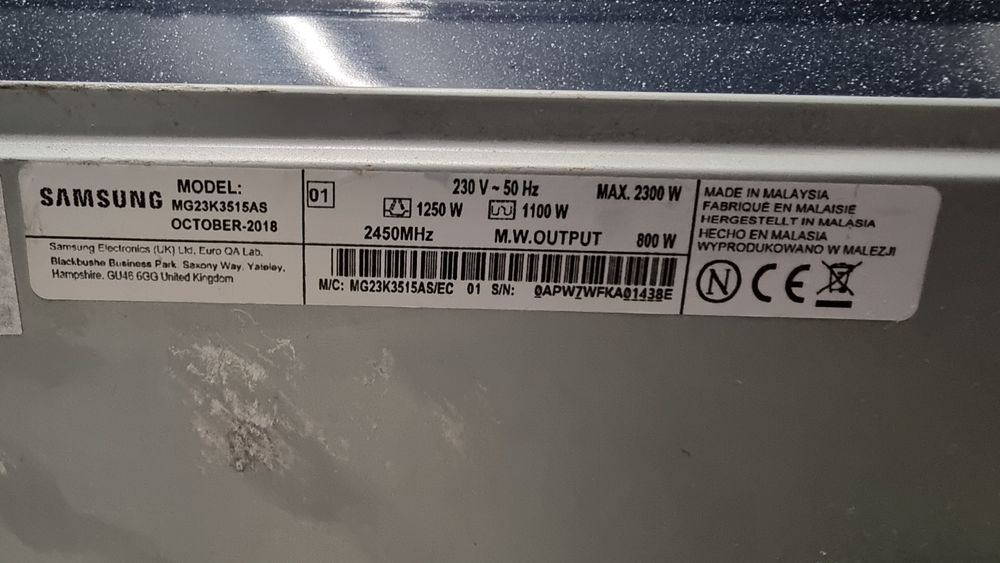 SAMSUNG
MODEL:
MG23K3515AS
OCTOBER-2018
Samsung Electronics (UK) Ltd, Euro QA Lab.
Blackbushe Business Park. Saxony Way, Yateley,
Hampshire. GU46 6GG United Kingdom
01
230 V ~ 50 Hz MAX. 2300 W
1250 W 1100 W
2450MHz M.W.OUTPUT 800 W
M/C: MG23K3515AS/EC 01 S/N: 0APW7WFKA01438E
MADE IN MALAYSIA
FABRIQUÉ EN MALAISIE
HERGESTELLT IN MALASIA
HECHO EN MALASIA
WYPRODUKOWANO W MALEZJI
N CE